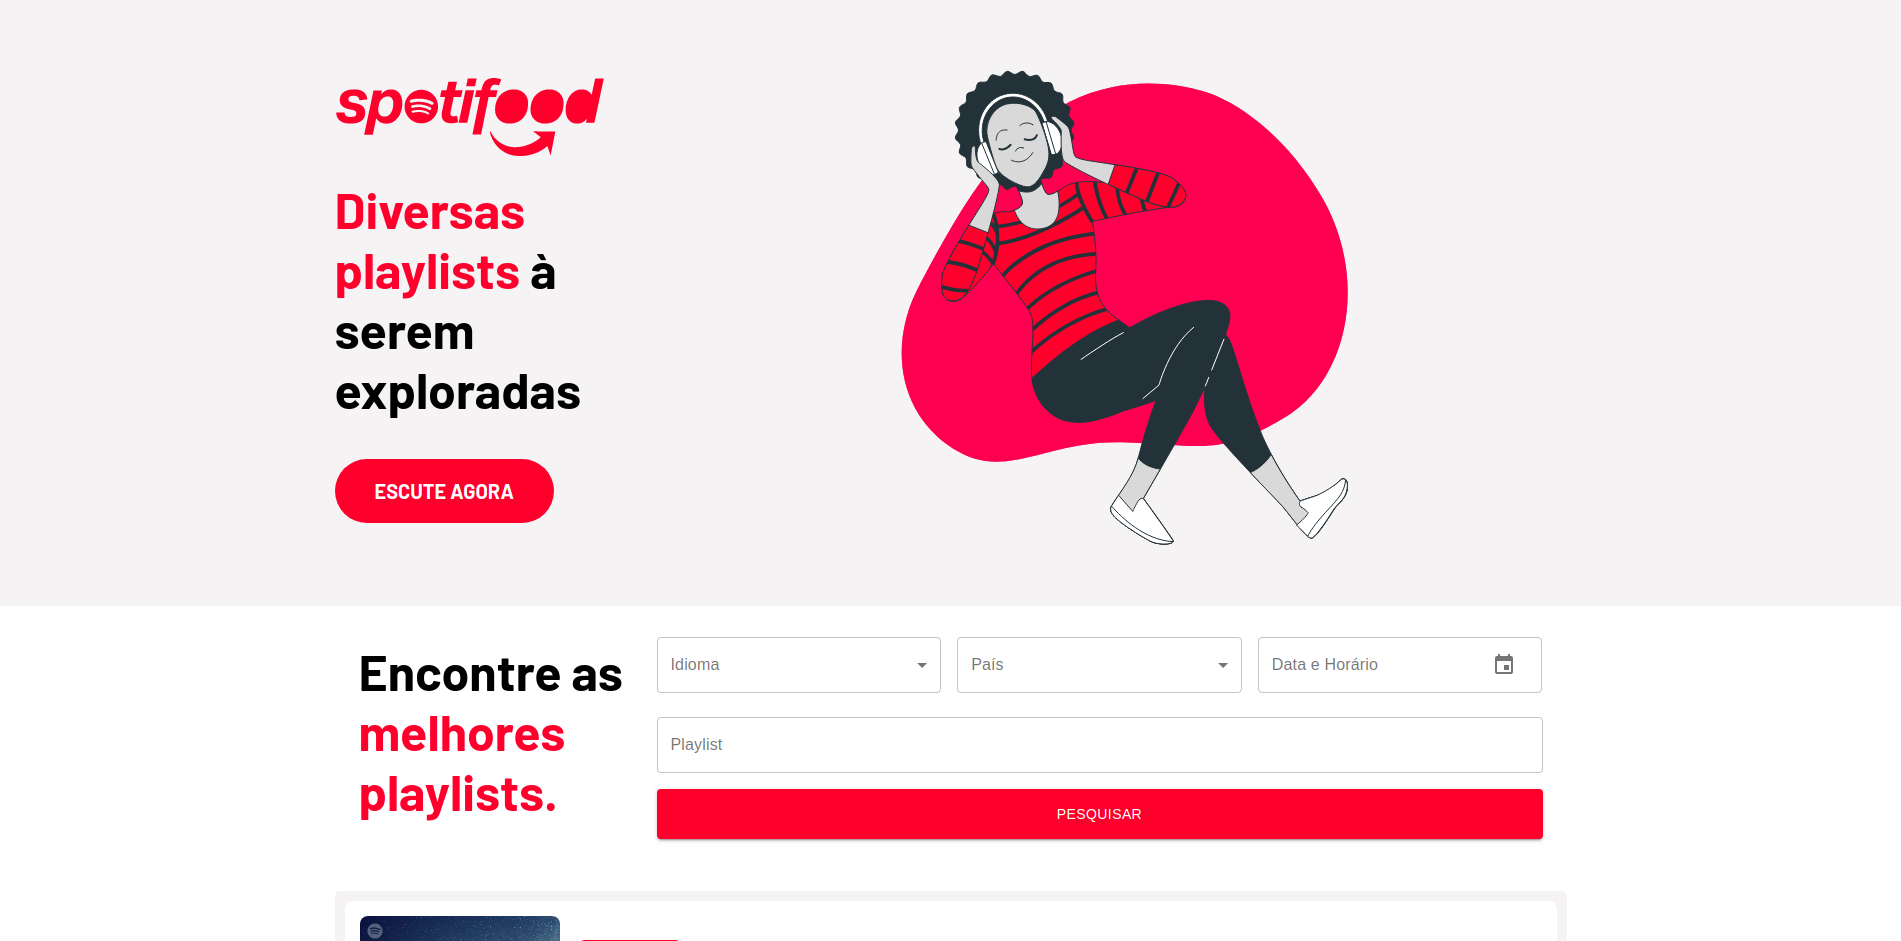 spotifood
Diversas
playlists à
serem
exploradas
ESCUTE AGORA
Encontre as
melhores
playlists.
Idioma
País
Data e Horário
Playlist
PESQUISAR